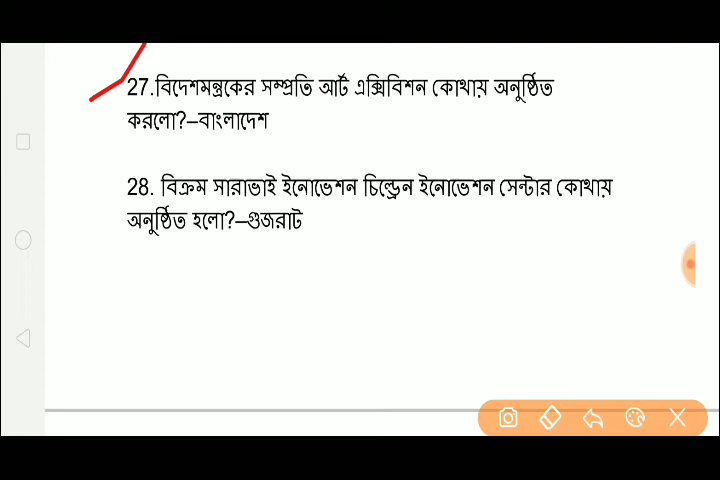 27.বিদেশমন্ত্রকের সম্প্রতি আর্ট এক্সিবিশন কোথায় অনুষ্ঠিত
করলো?–বাংলাদেশ
28. বিক্রম সারাভাই ইনোভেশন চিল্ড্রেন ইনোভেশন সেন্টার কোথায়
অনুষ্ঠিত হলো?–গুজরাট